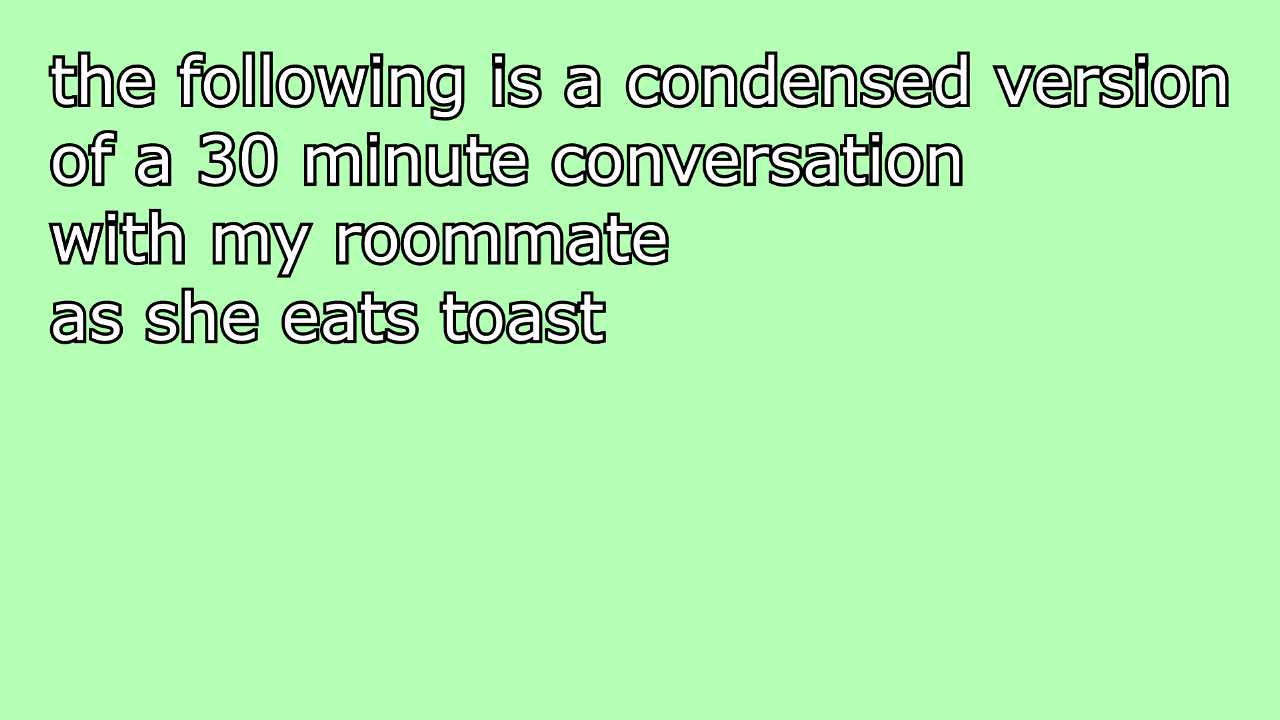 the following is a condensed version
of a 30 minute conversation
with my roommate
as she eats toast